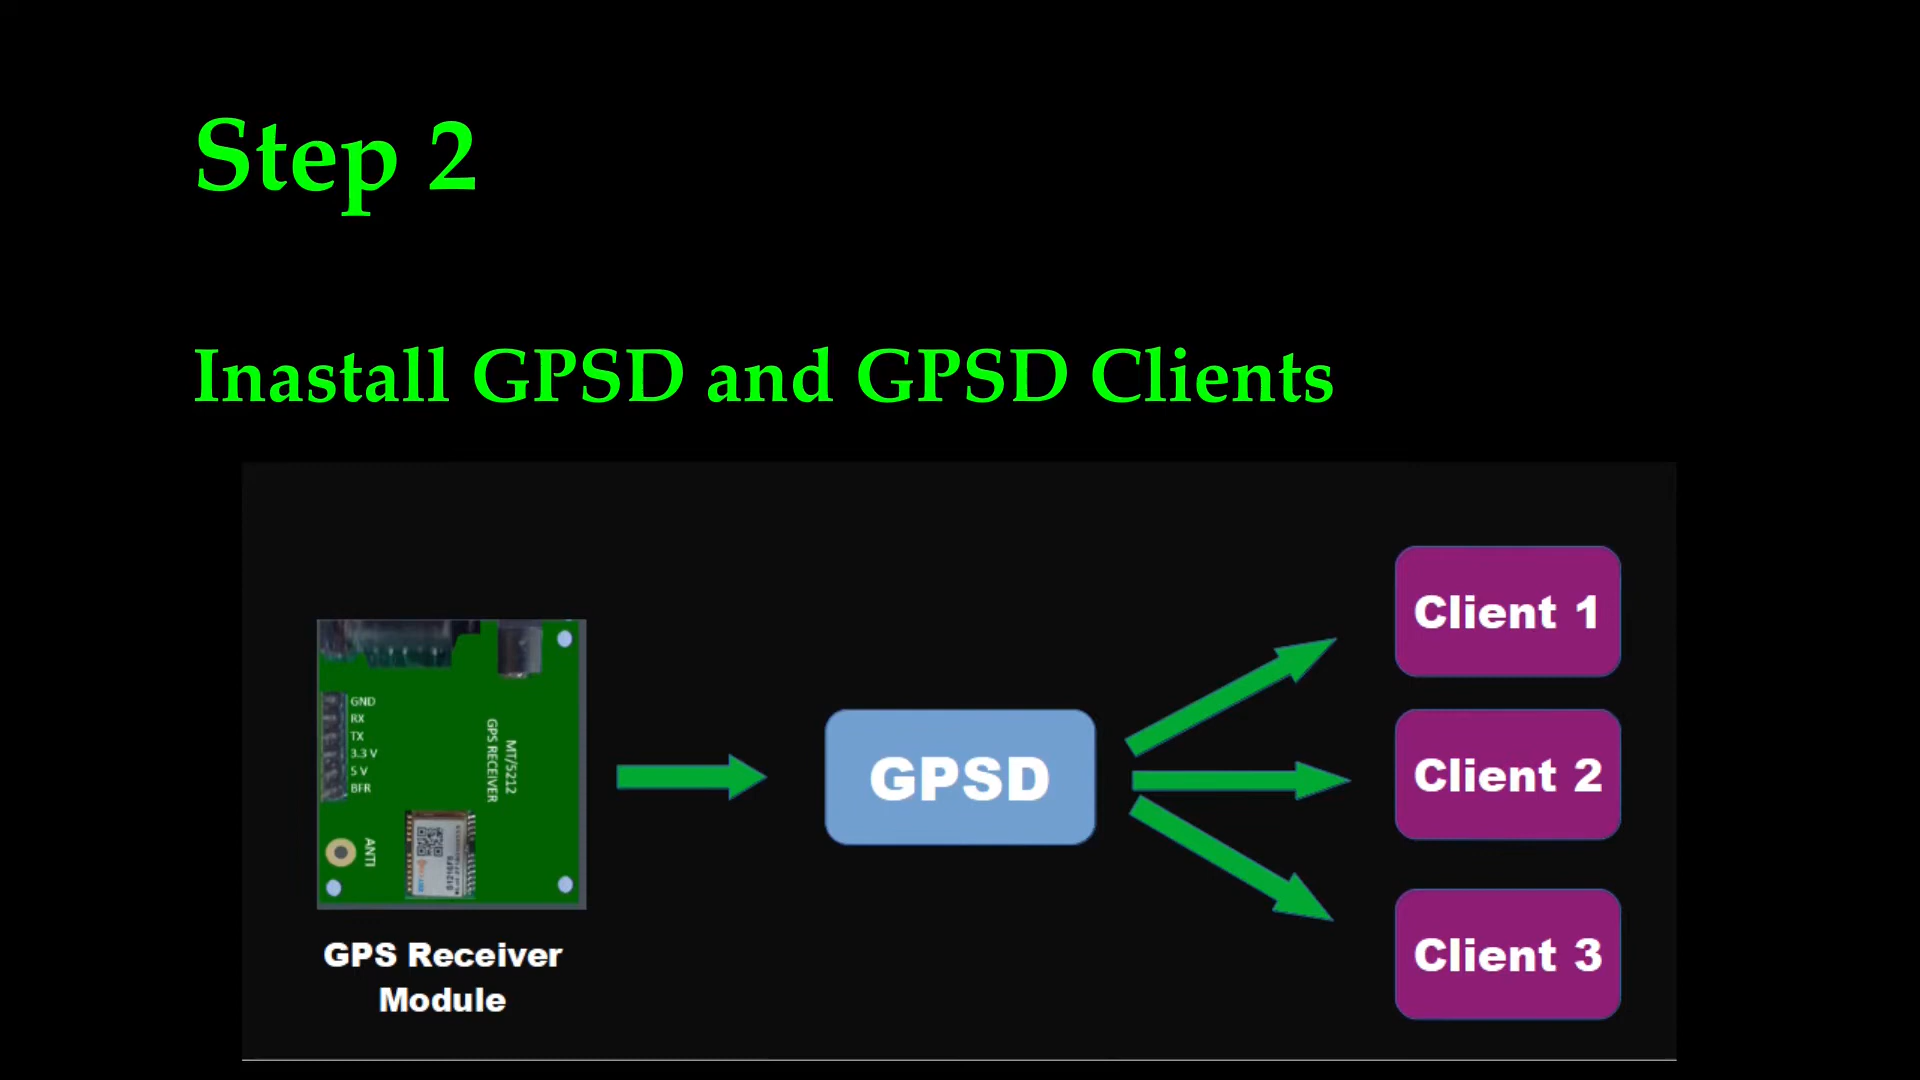 Step 2
Inastall GPSD and GPSD Clients
GND
RX
TX
3.3 V
5 V
BFR
MT/5212
GPS RECEIVER
ANTI
GPS Receiver
Module
GPSD
Client 1
Client 2
Client 3